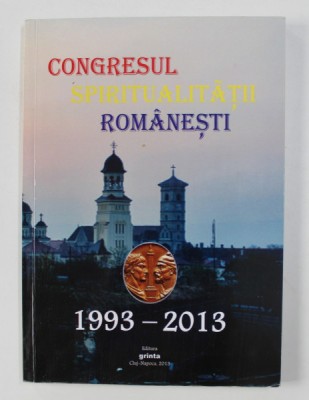 CONGRESUL
SPIRITUALITĂȚII
ROMÂNEȘTI
1993 – 2013
Editura
grinta
Cluj-Napoca, 2013